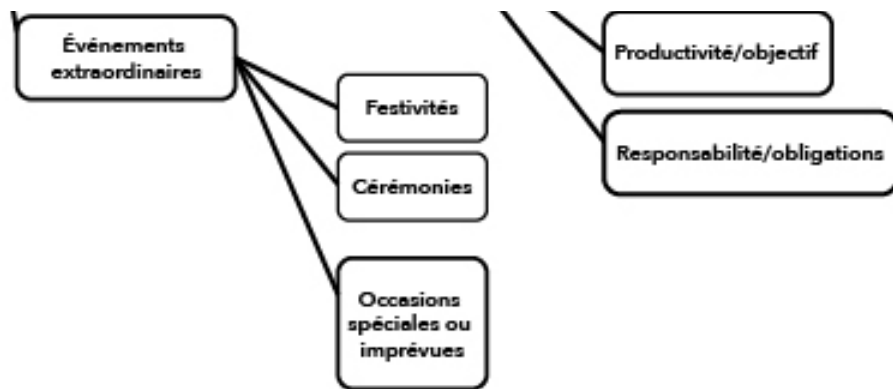 Événements
extraordinaires
Festivités
Cérémonies
Occasions
spéciales ou
imprévues
Productivité/objectif
Responsabilité/obligations